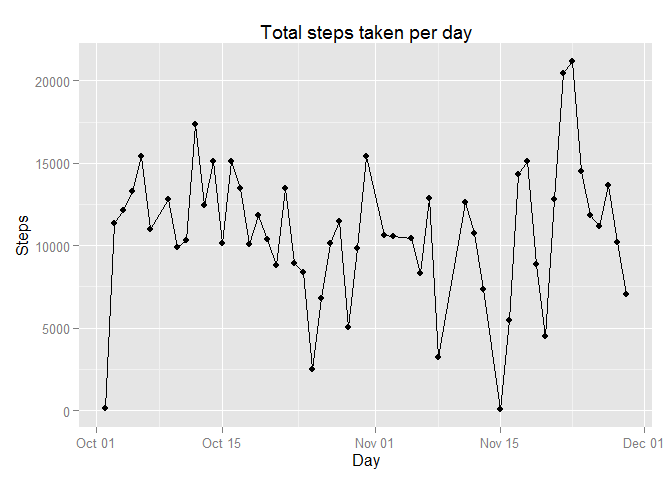 Total steps taken per day
Steps
20000
15000
10000
5000
0
Oct 01
Oct 15
Nov 01
Nov 15
Dec 01
Day